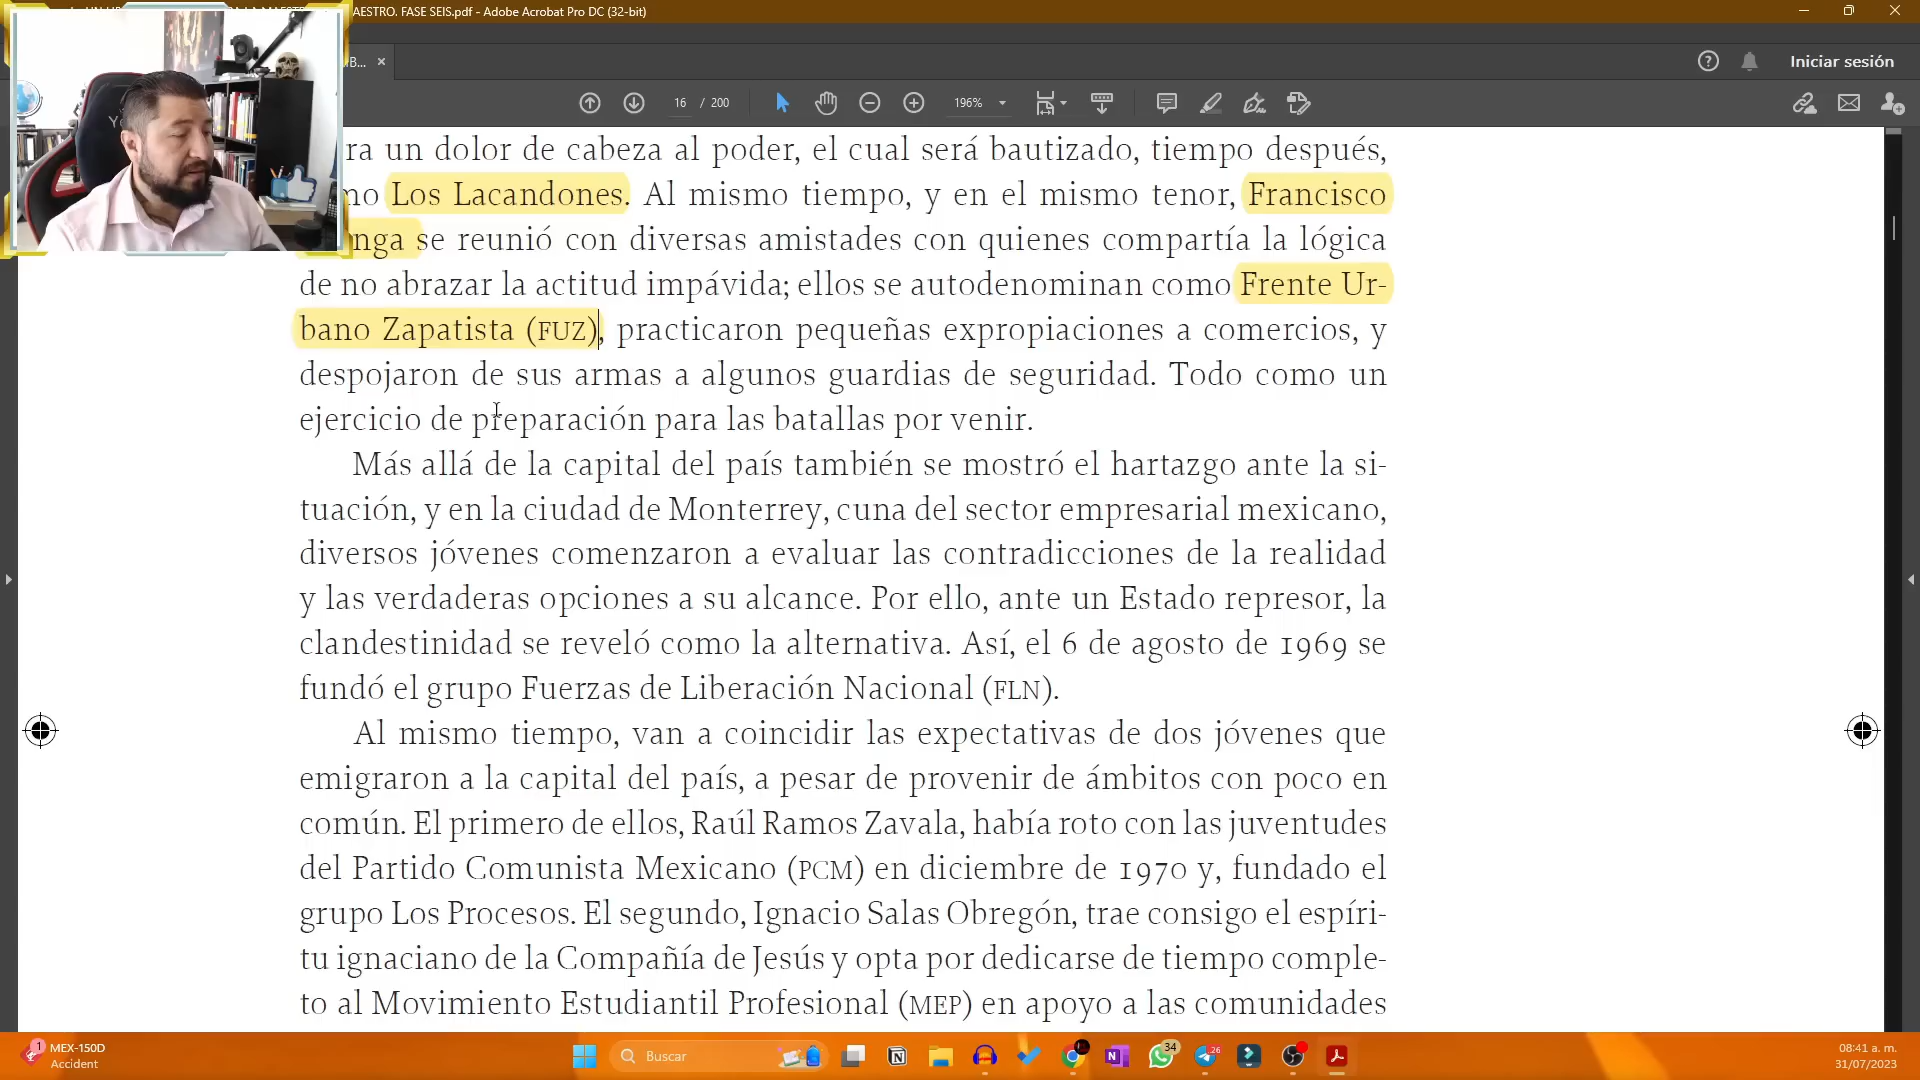 AESTRO. FASE SEIS.pdf - Adobe Acrobat Pro DC (32-bit)
B... ×
Iniciar sesión
16 / 200
196%
ra un dolor de cabeza al poder, el cual será bautizado, tiempo después,
mo Los Lacandones. Al mismo tiempo, y en el mismo tenor, Francisco
nga se reunió con diversas amistades con quienes compartía la lógica
de no abrazar la actitud impávida; ellos se autodenominan como Frente Ur-
bano Zapatista (FUZ), practicaron pequeñas expropiaciones a comercios, y
despojaron de sus armas a algunos guardias de seguridad. Todo como un
ejercicio de preparación para las batallas por venir.
Más allá de la capital del país también se mostró el hartazgo ante la si-
tuación, y en la ciudad de Monterrey, cuna del sector empresarial mexicano,
diversos jóvenes comenzaron a evaluar las contradicciones de la realidad
y las verdaderas opciones a su alcance. Por ello, ante un Estado represor, la
clandestinidad se reveló como la alternativa. Así, el 6 de agosto de 1969 se
fundó el grupo Fuerzas de Liberación Nacional (FLN).
Al mismo tiempo, van a coincidir las expectativas de dos jóvenes que
emigraron a la capital del país, a pesar de provenir de ámbitos con poco en
común. El primero de ellos, Raúl Ramos Zavala, había roto con las juventudes
del Partido Comunista Mexicano (PCM) en diciembre de 1970 y, fundado el
grupo Los Procesos. El segundo, Ignacio Salas Obregón, trae consigo el espíri-
tu ignaciano de la Compañía de Jesús y opta por dedicarse de tiempo comple-
to al Movimiento Estudiantil Profesional (MEP) en apoyo a las comunidades
1 MEX-150D
Accident
Buscar
34
26
08:41 a. m.
31/07/2023